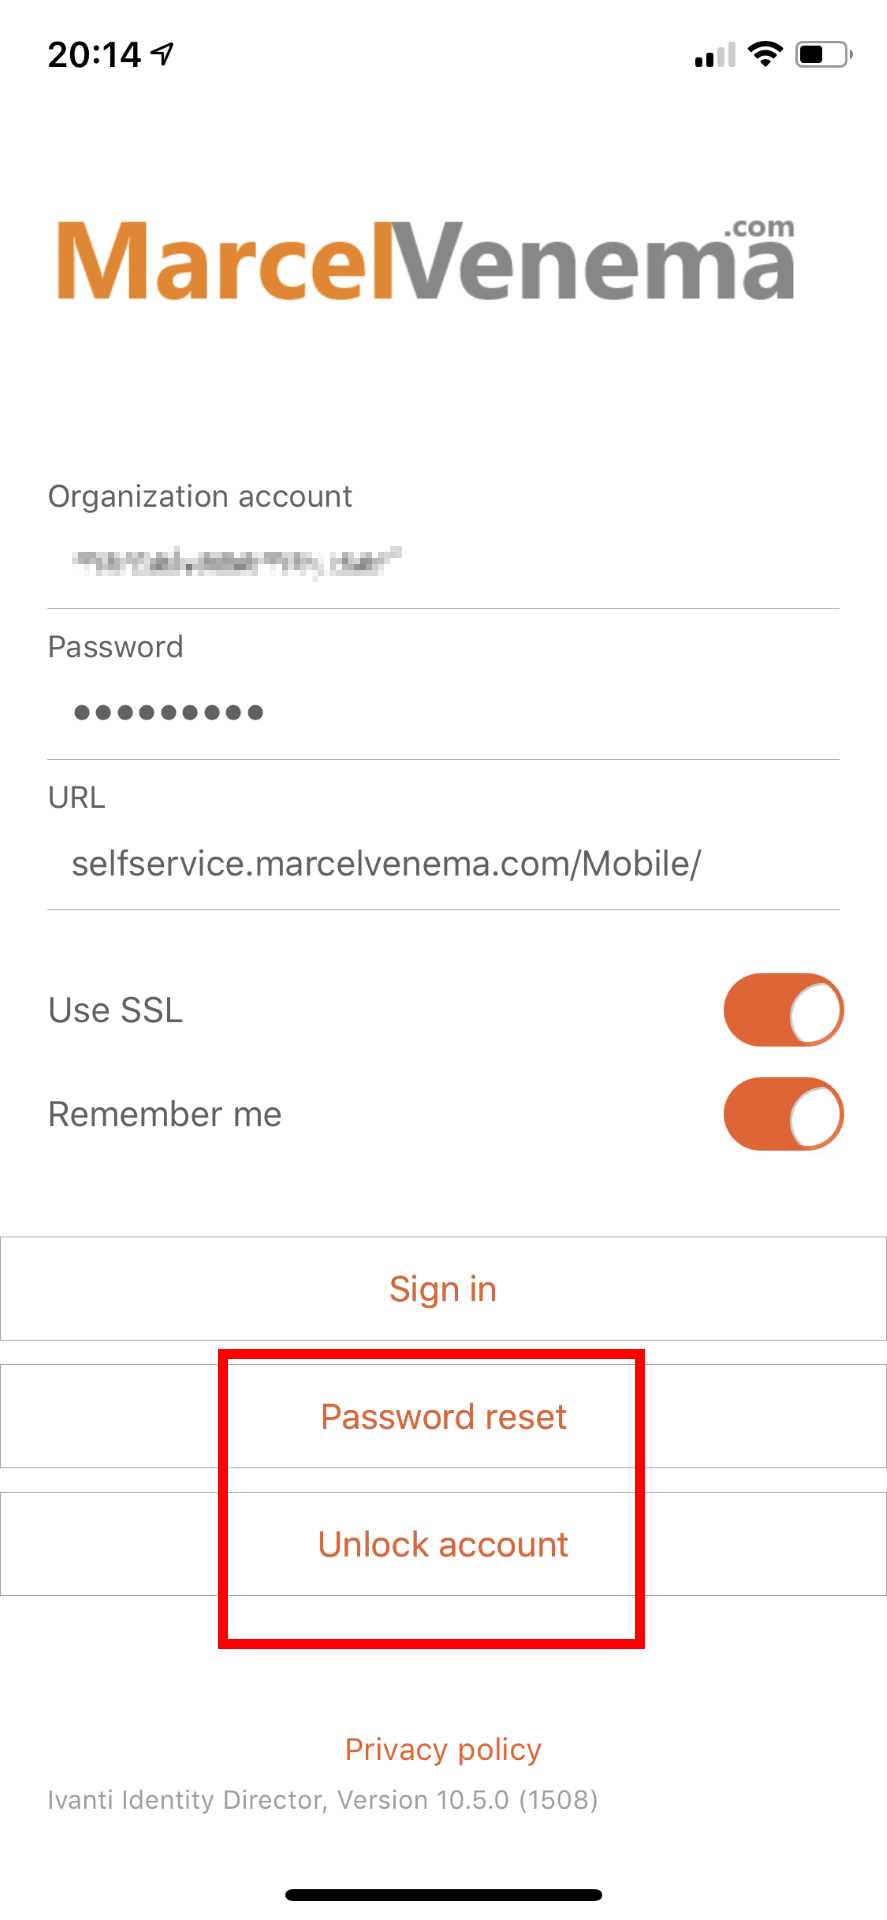 20:14
.com
MarcelVenema
Organization account
Password
•••••••••
URL
selfservice.marcelvenema.com/Mobile/
Use SSL
Remember me
Sign in
Password reset
Unlock account
Privacy policy
Ivanti Identity Director, Version 10.5.0 (1508)